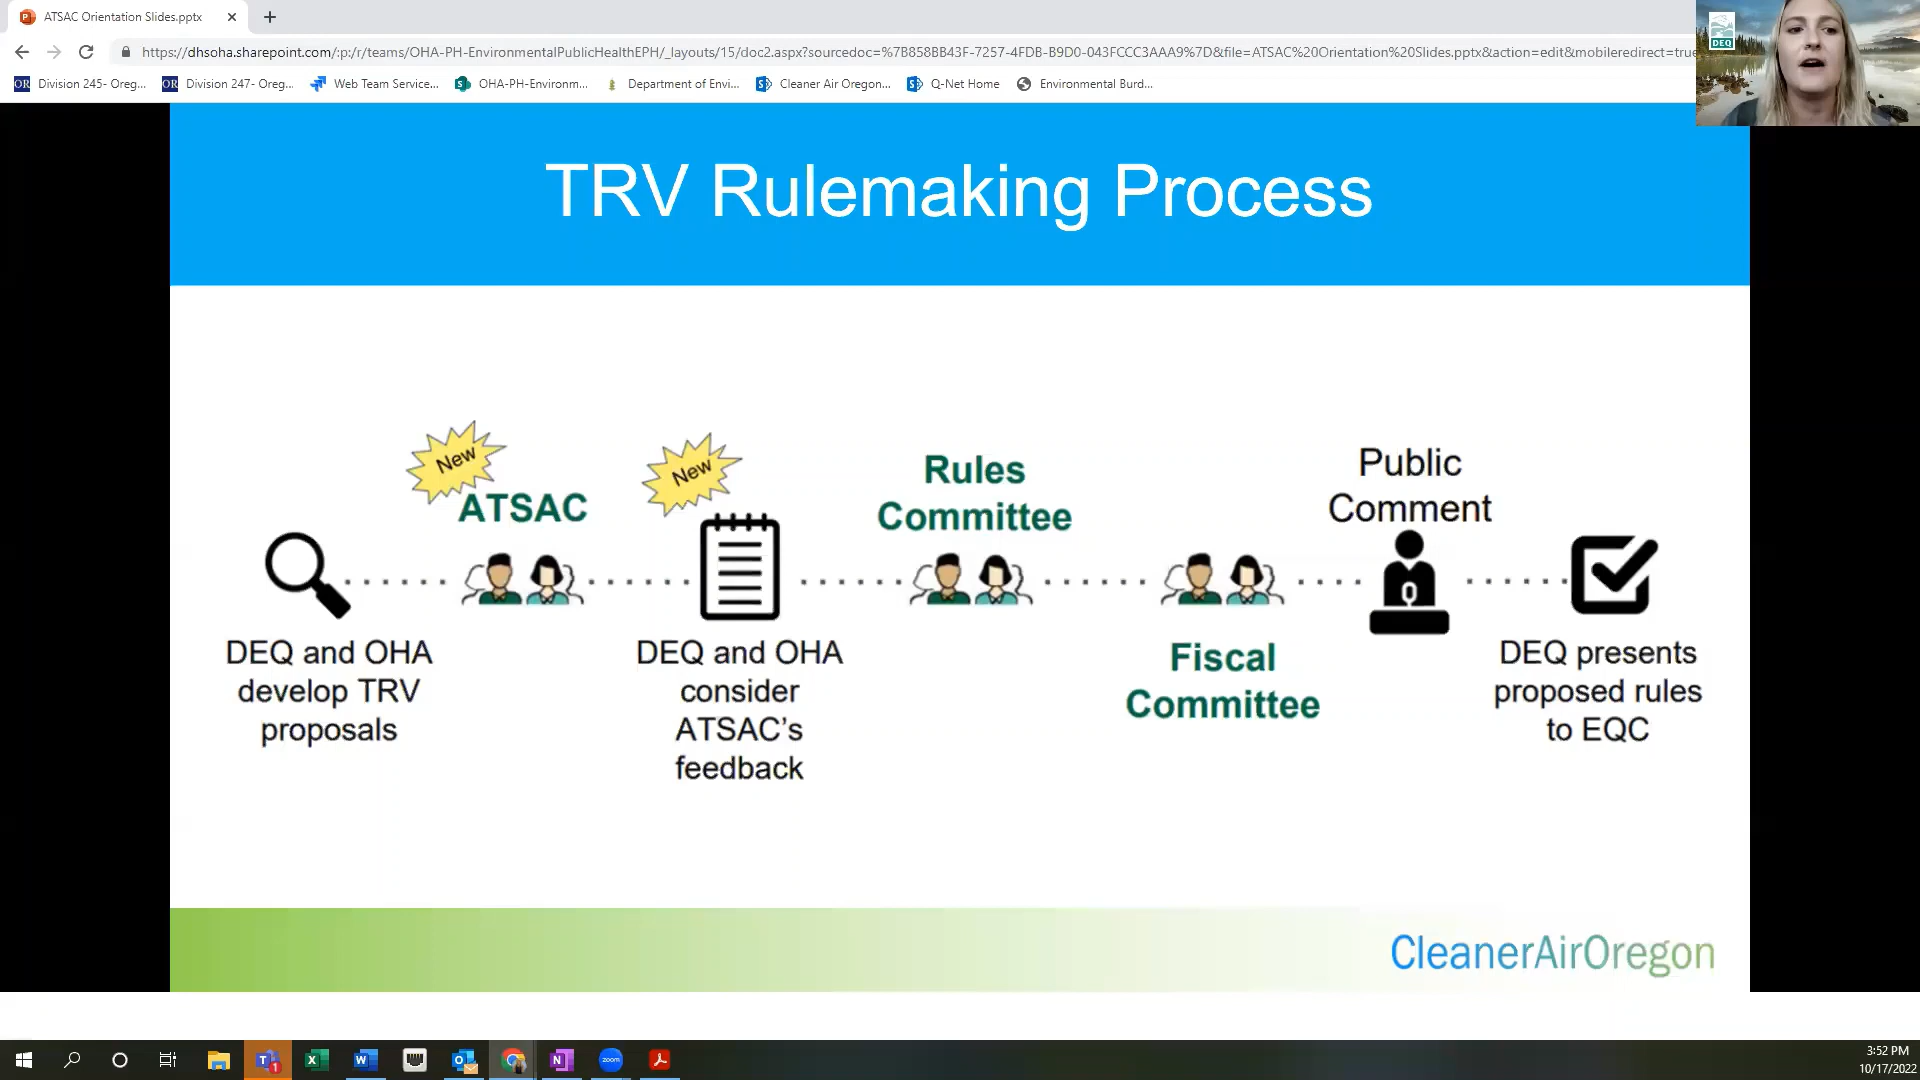 ATSAC Orientation Slides.pptx
https://dhsoha.sharepoint.com/:p:/r/teams/OHA-PH-EnvironmentalPublicHealthEPH/_layouts/15/doc2.aspx?sourcedoc=%7B858BB43F-7257-4FDB-B9D0-043FCCC3AAA9%7D&file=ATSAC%20Orientation%20Slides.pptx&action=edit&mobileredirect=true
OR Division 245- Oreg... OR Division 247- Oreg... Web Team Service... OHA-PH-Environm... Department of Envi... Cleaner Air Oregon... Q-Net Home Environmental Burd...
DEQ
TRV Rulemaking Process
New
ATSAC
New
Rules
Committee
Public
Comment
DEQ and OHA
develop TRV
proposals
DEQ and OHA
consider
ATSAC's
feedback
Fiscal
Committee
DEQ presents
proposed rules
to EQC
CleanerAirOregon
zoom
3:52 PM
10/17/2022